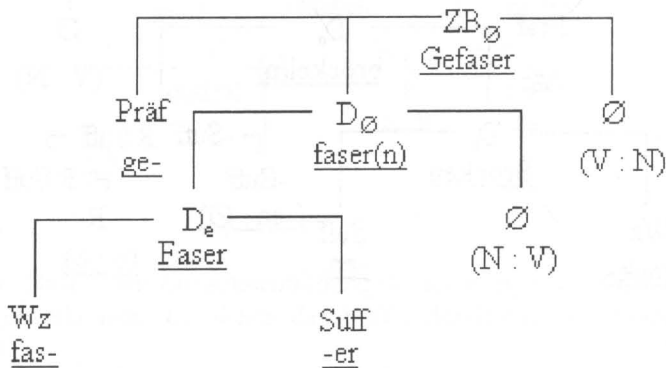 ZB∅
Gefaser
Präf D∅ ∅
ge- faser(n) (V : N)
De ∅
Faser (N : V)
Wz Suff
fas- -er